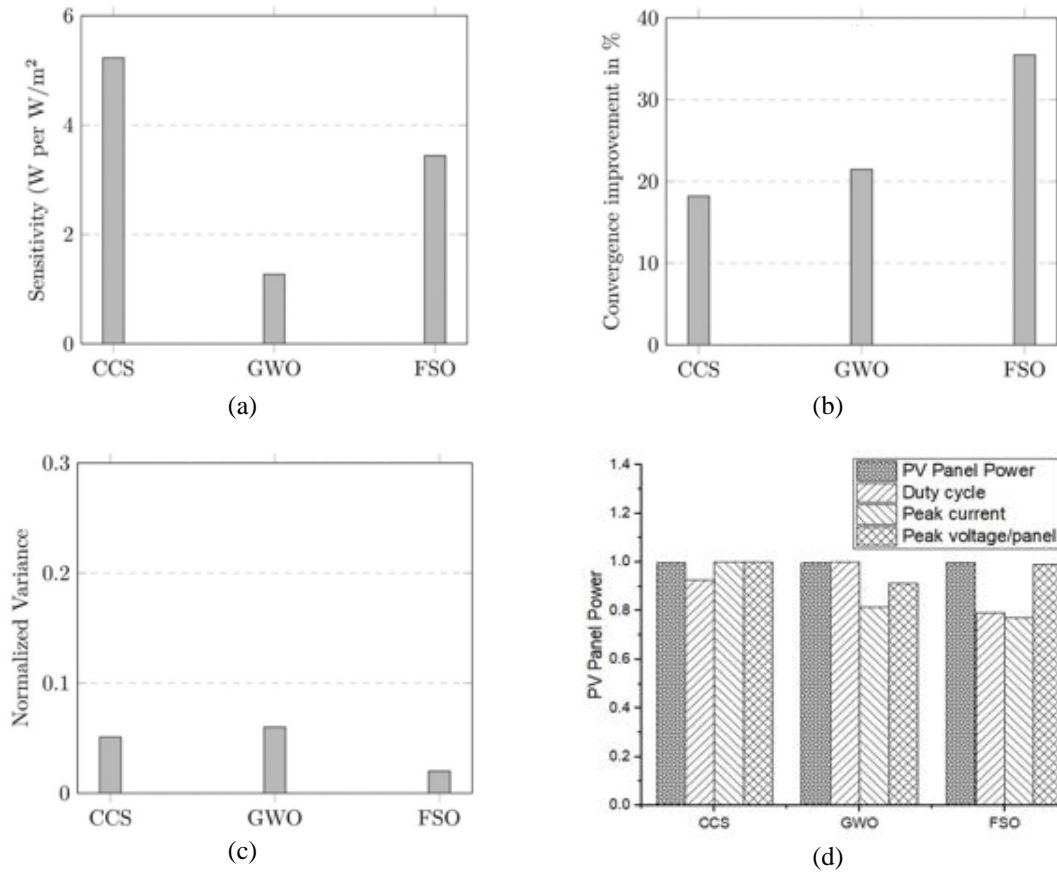 6
4
2
0
Sensitivity (W per W/m²
CCS GWO FSO
(a)
40
30
20
10
0
Convergence improvement in %
CCS GWO FSO
(b)
0.3
0.2
0.1
0
Normalized Variance
CCS GWO FSO
(c)
1.4
1.2
1.0
0.8
0.6
0.4
0.2
0.0
PV Panel Power
PV Panel Power
Duty cycle
Peak current
Peak voltage/panel
CCS GWO FSO
(d)